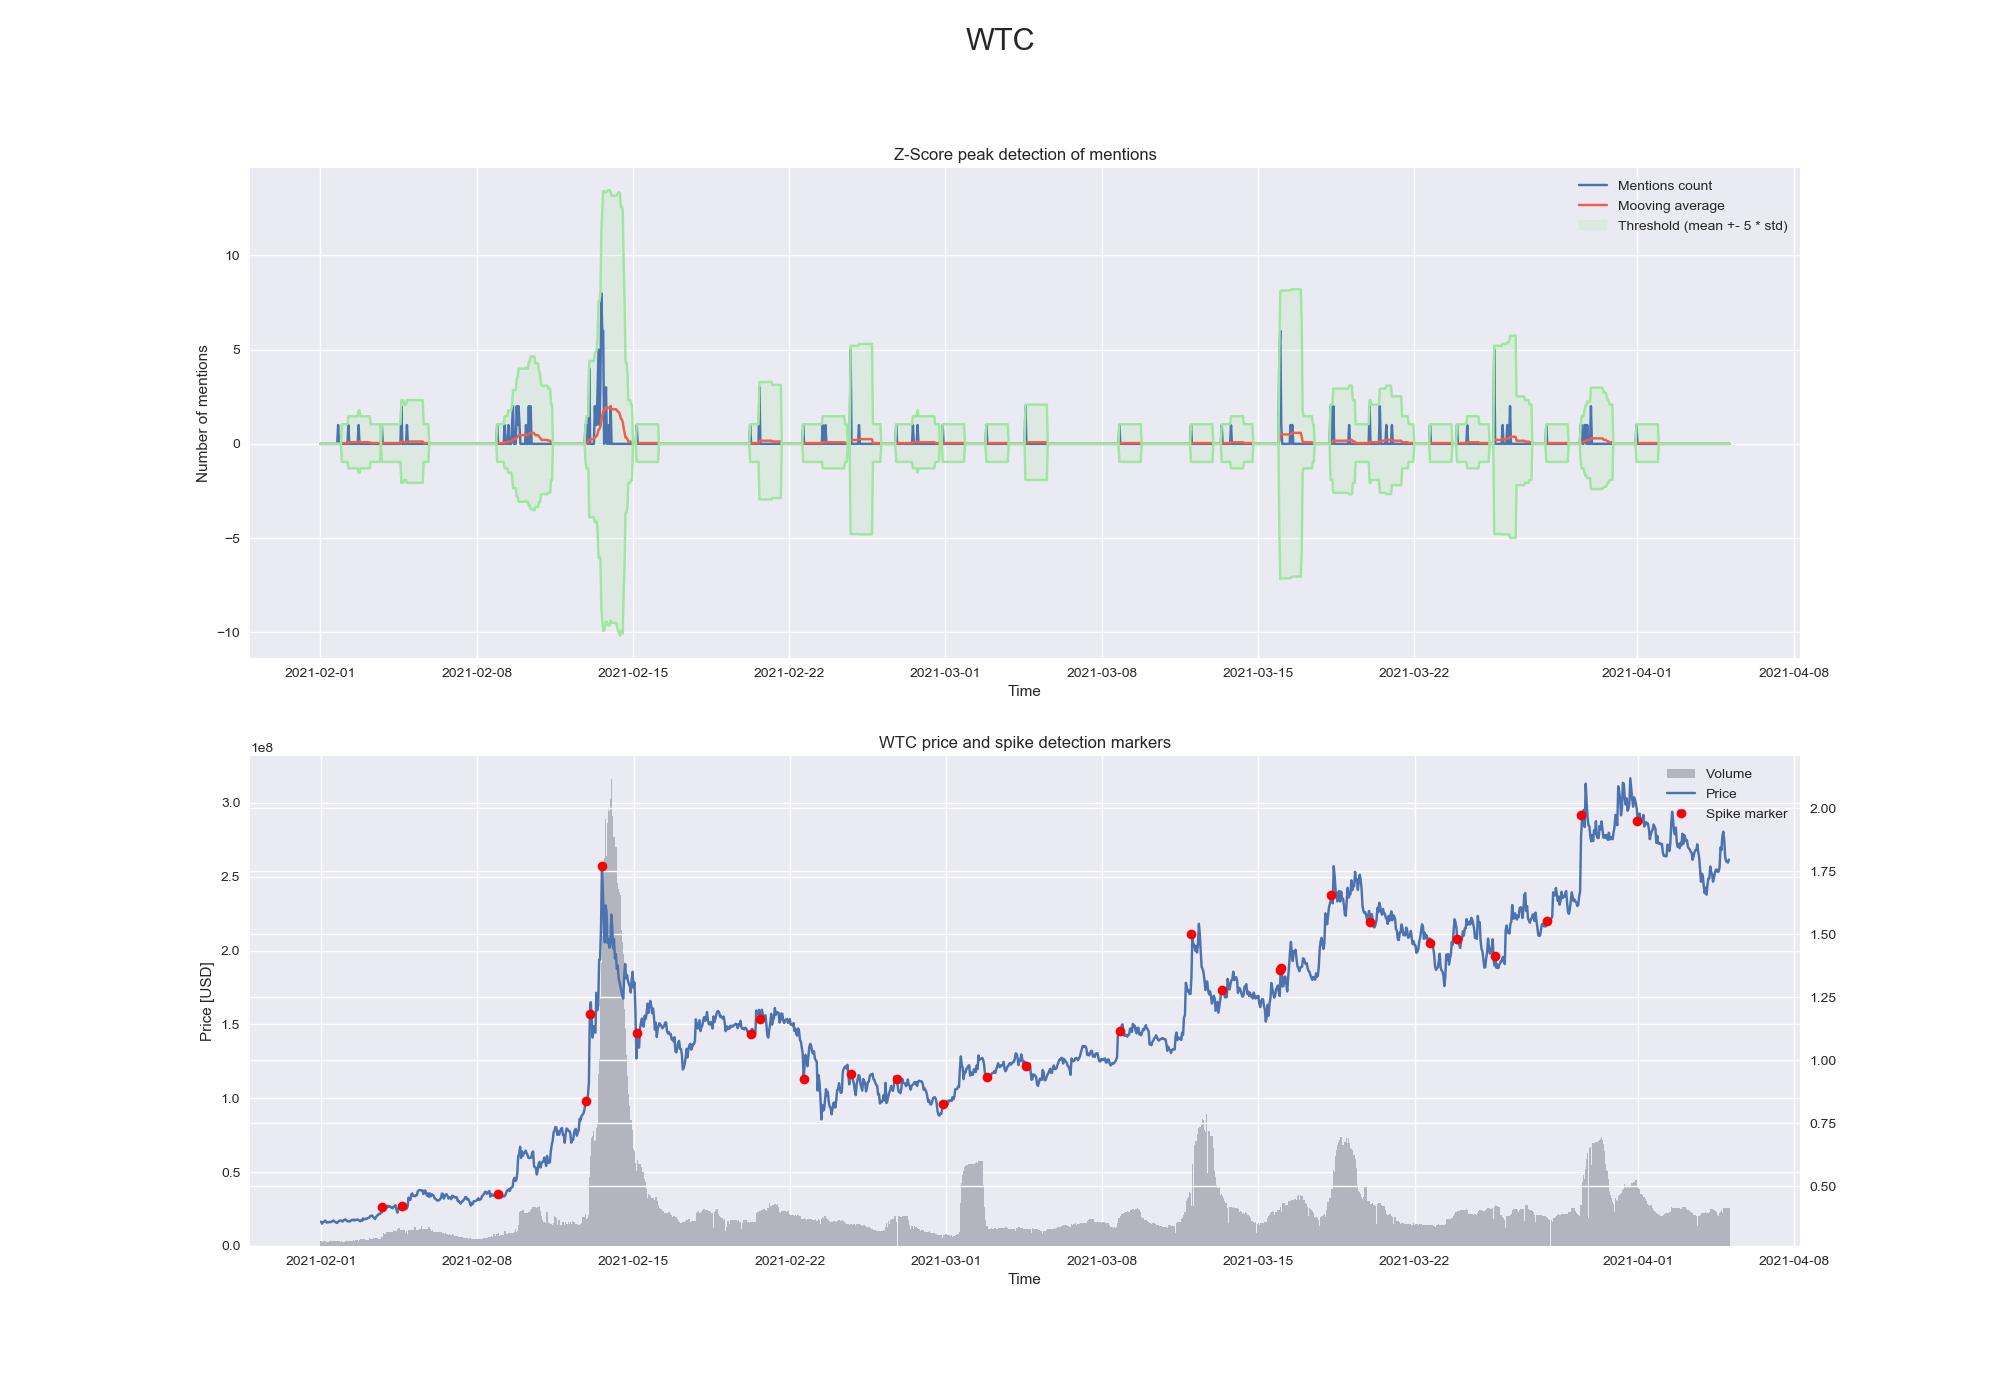 WTC
Z-Score peak detection of mentions
Mentions count
Mooving average
Threshold (mean +- 5 * std)
Number of mentions
10
5
0
−5
−10
2021-02-01 2021-02-08 2021-02-15 2021-02-22 2021-03-01 2021-03-08 2021-03-15 2021-03-22 2021-04-01 2021-04-08
Time
WTC price and spike detection markers
1e8
Volume
Price
Spike marker
Price [USD]
3.0
2.5
2.0
1.5
1.0
0.5
0.0
2.00
1.75
1.50
1.25
1.00
0.75
0.50
2021-02-01 2021-02-08 2021-02-15 2021-02-22 2021-03-01 2021-03-08 2021-03-15 2021-03-22 2021-04-01 2021-04-08
Time